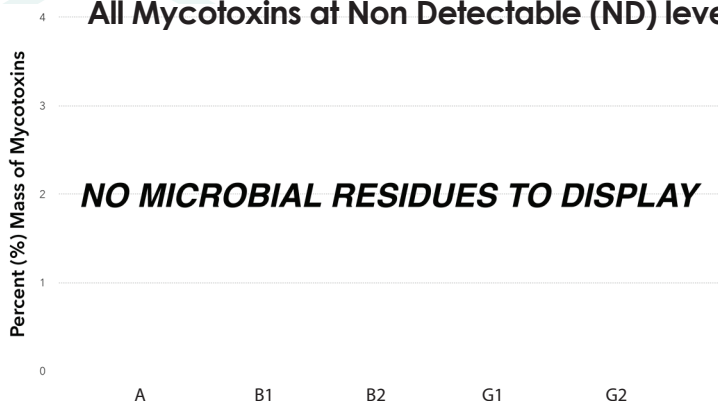 All Mycotoxins at Non Detectable (ND) leve
4
Percent (%) Mass of Mycotoxins
3
NO MICROBIAL RESIDUES TO DISPLAY
2
1
0
A B1 B2 G1 G2